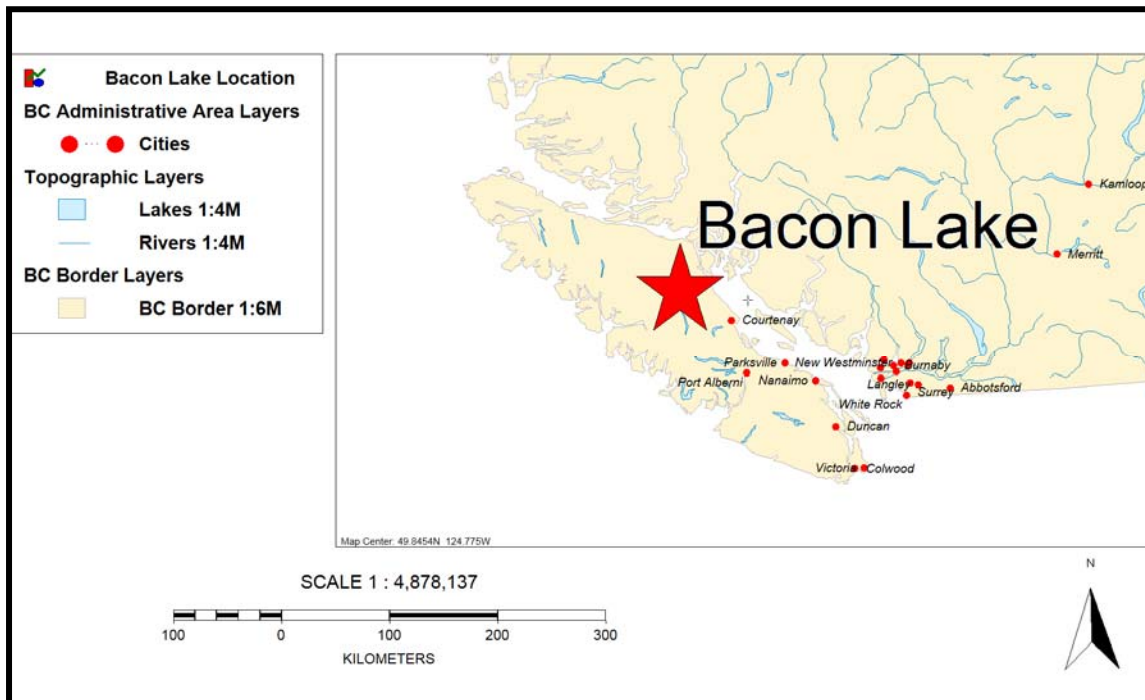 Bacon Lake Location
BC Administrative Area Layers
Cities
Topographic Layers
Lakes 1:4M
Rivers 1:4M
BC Border Layers
BC Border 1:6M
Kamloop
Bacon Lake
Merritt
Courtenay
Parksville
New Westminster
Burnaby
Port Alberni
Nanaimo
Langley
Surrey
Abbotsford
White Rock
Duncan
Victoria
Colwood
Map Center: 49.8454N 124.775W
SCALE 1 : 4,878,137
100 0 100 200 300
KILOMETERS
N